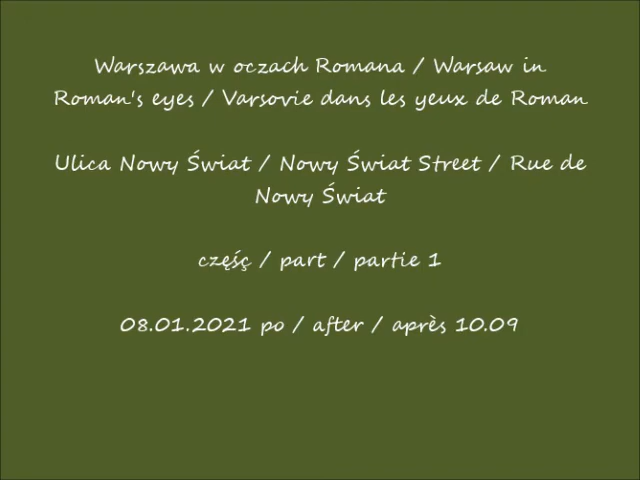 Warszawa w oczach Romana / Warsaw in
Roman's eyes / Varsovie dans les yeux de Roman
Ulica Nowy Świat / Nowy Świat Street / Rue de
Nowy Świat
częśç / part / partie 1
08.01.2021 po / after / après 10.09